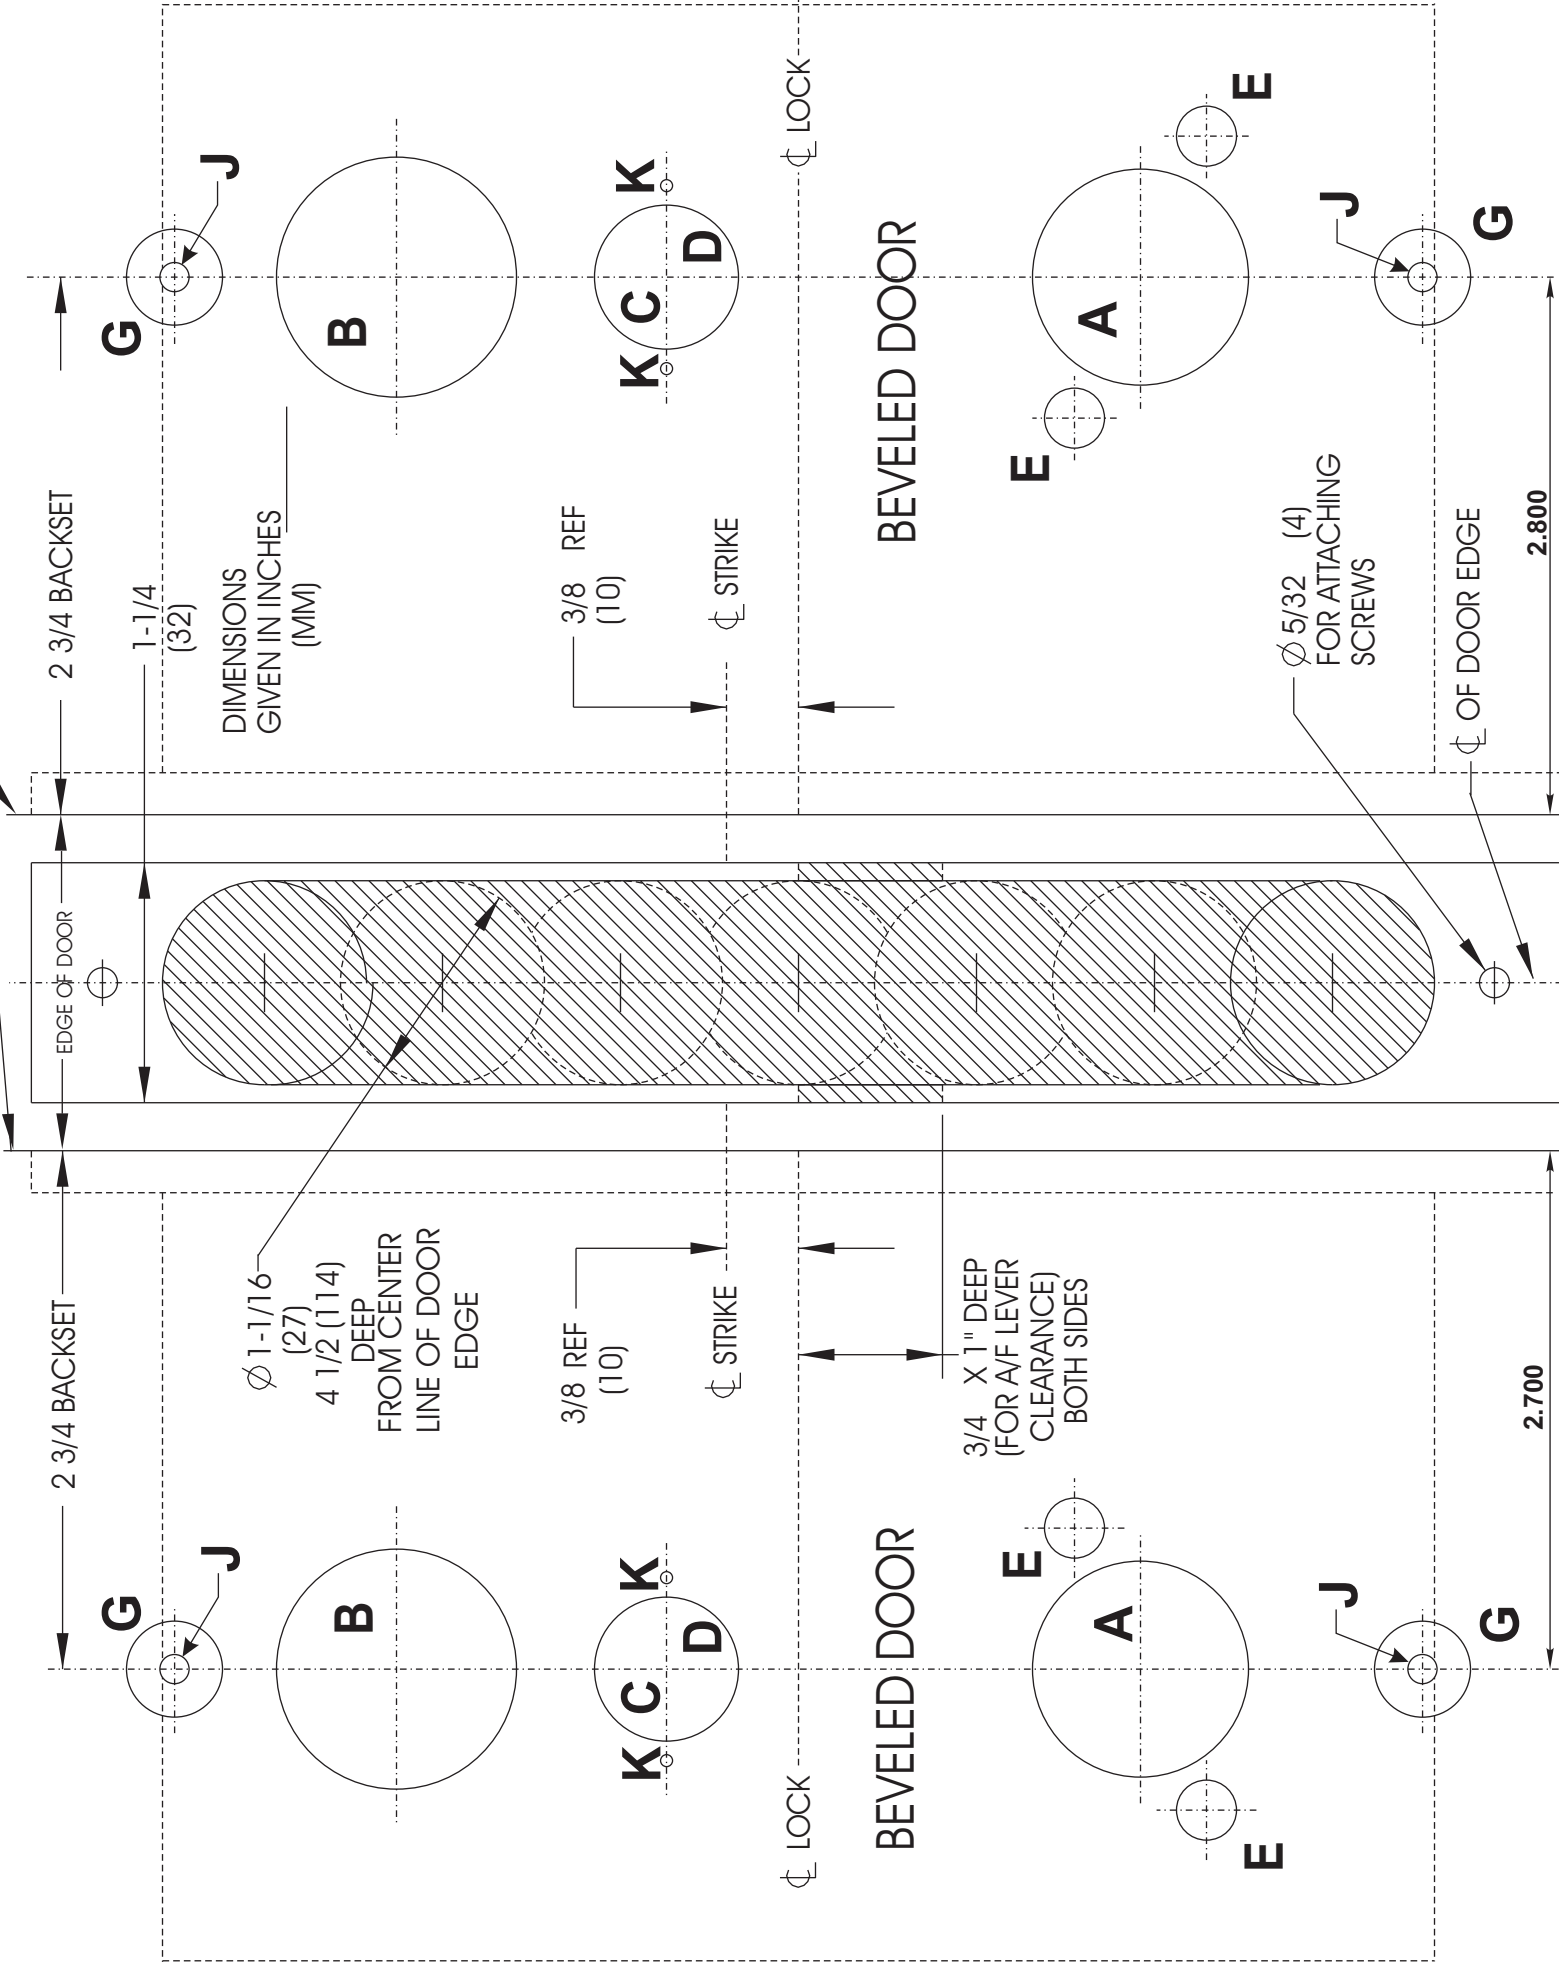 2 3/4 BACKSET
EDGE OF DOOR
2 3/4 BACKSET
1-1/4
(32)
DIMENSIONS
GIVEN IN INCHES
(MM)
G
J
G
J
B
B
Ø 1-1/16
(27)
4 1/2 (114)
DEEP
FROM CENTER
LINE OF DOOR
EDGE
3/8 REF
(10)
3/8 REF
(10)
K
C
D
K
K
C
D
K
℄ STRIKE
℄ STRIKE
℄ LOCK
℄ LOCK
BEVELED DOOR
BEVELED DOOR
3/4 X 1" DEEP
(FOR A/F LEVER
CLEARANCE)
BOTH SIDES
E
A
E
E
A
E
Ø 5/32 (4)
FOR ATTACHING
SCREWS
J
G
J
G
℄ OF DOOR EDGE
2.700
2.800